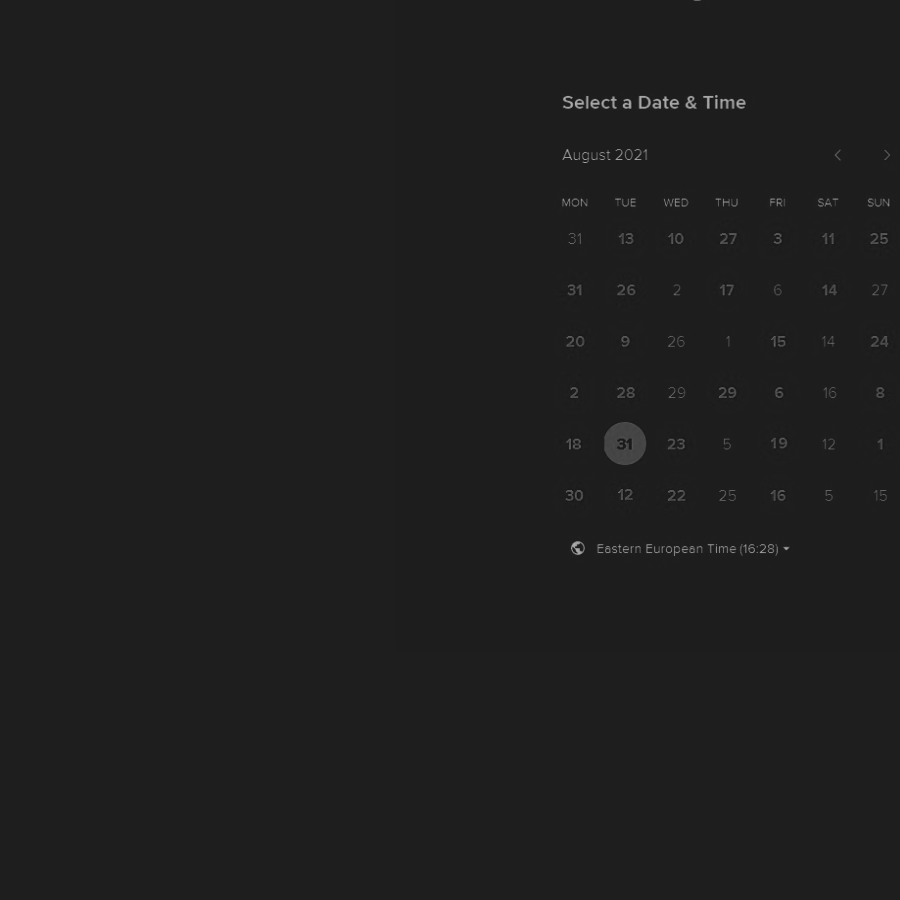 Select a Date & Time
August 2021
MON TUE WED THU FRI SAT SUN
31 13 10 27 3 11 25
31 26 2 17 6 14 27
20 9 26 1 15 14 24
2 28 29 29 6 16 8
18 31 23 5 19 12 1
30 12 22 25 16 5 15
Eastern European Time (16:28)